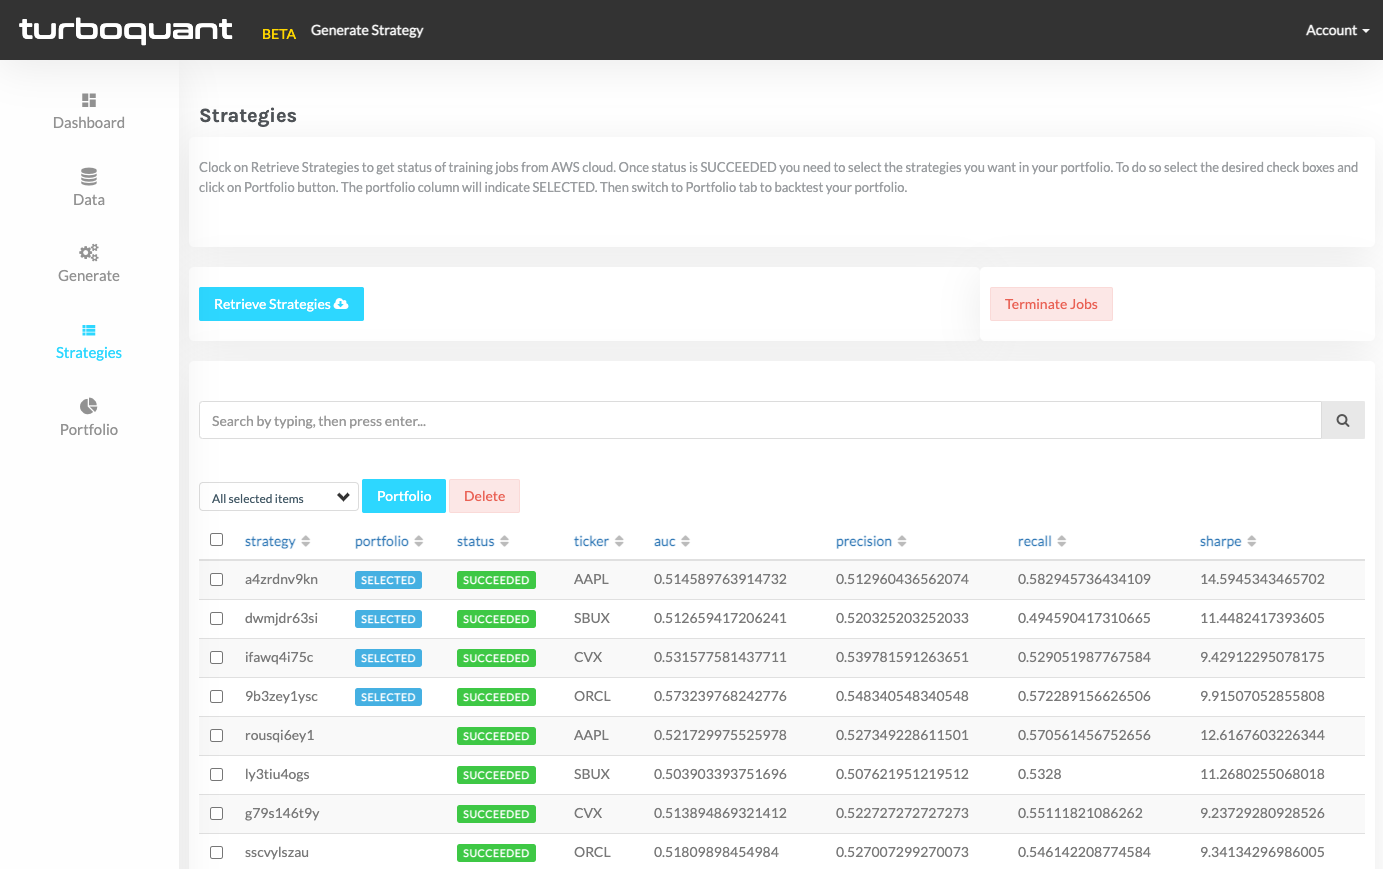 turboquant BETA Generate Strategy Account
Dashboard
Data
Generate
Strategies
Portfolio
Strategies
Clock on Retrieve Strategies to get status of training jobs from AWS cloud. Once status is SUCCEEDED you need to select the strategies you want in your portfolio. To do so select the desired check boxes and
click on Portfolio button. The portfolio column will indicate SELECTED. Then switch to Portfolio tab to backtest your portfolio.
Retrieve Strategies Terminate Jobs
Search by typing, then press enter...
All selected items Portfolio Delete
strategy portfolio status ticker auc precision recall sharpe
a4zrdnv9kn SELECTED SUCCEEDED AAPL 0.514589763914732 0.512960436562074 0.582945736434109 14.5945343465702
dwmjdr63si SELECTED SUCCEEDED SBUX 0.512659417206241 0.520325203252033 0.494590417310665 11.4482417393605
ifawq4i75c SELECTED SUCCEEDED CVX 0.531577581437711 0.539781591263651 0.529051987767584 9.42912295078175
9b3zey1ysc SELECTED SUCCEEDED ORCL 0.573239768242776 0.548340548340548 0.572289156626506 9.91507052855808
rousqi6ey1 SUCCEEDED AAPL 0.521729975525978 0.527349228611501 0.570561456752656 12.6167603226344
ly3tiu4ogs SUCCEEDED SBUX 0.503903393751696 0.507621951219512 0.5328 11.2680255068018
g79s146t9y SUCCEEDED CVX 0.513894869321412 0.522727272727273 0.55111821086262 9.23729280928526
sscvylszau SUCCEEDED ORCL 0.51809898454984 0.527007299270073 0.546142208774584 9.34134296986005